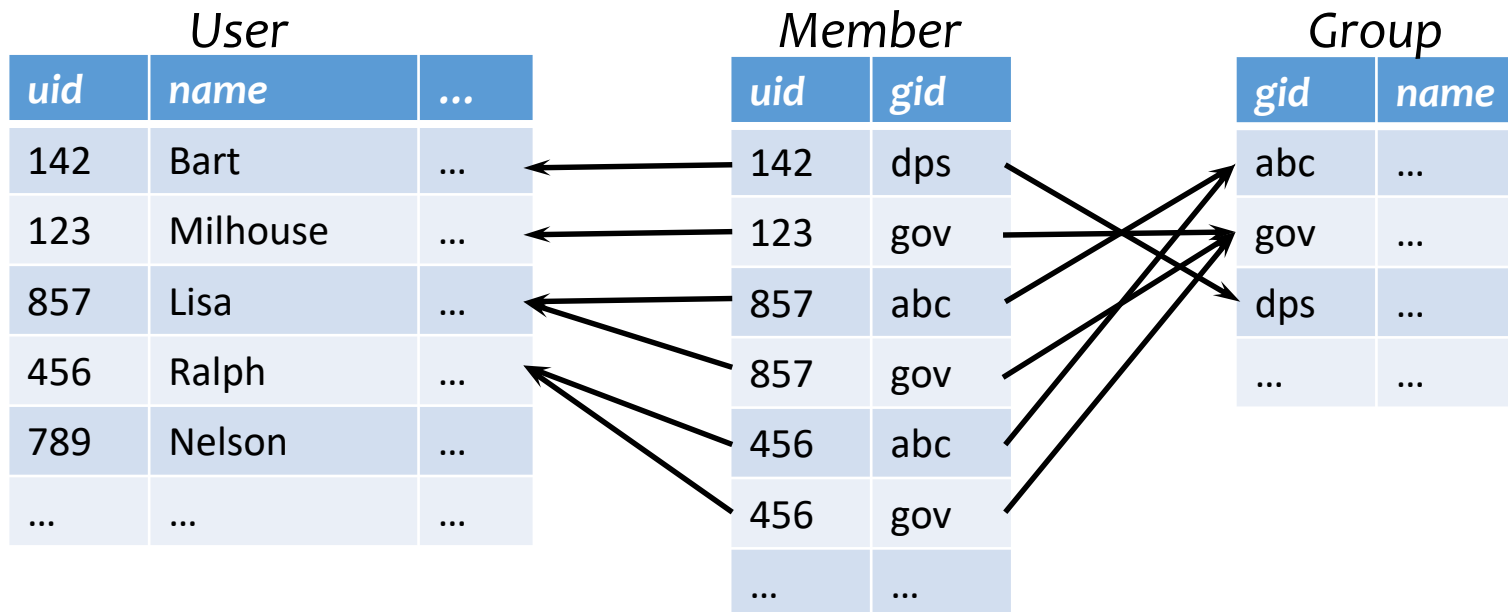 User Member Group
uid name ... uid gid gid name
142 Bart ... 142 dps abc ...
123 Milhouse ... 123 gov gov ...
857 Lisa ... 857 abc dps ...
456 Ralph ... 857 gov ... ...
789 Nelson ... 456 abc
... ... ... 456 gov
... ...